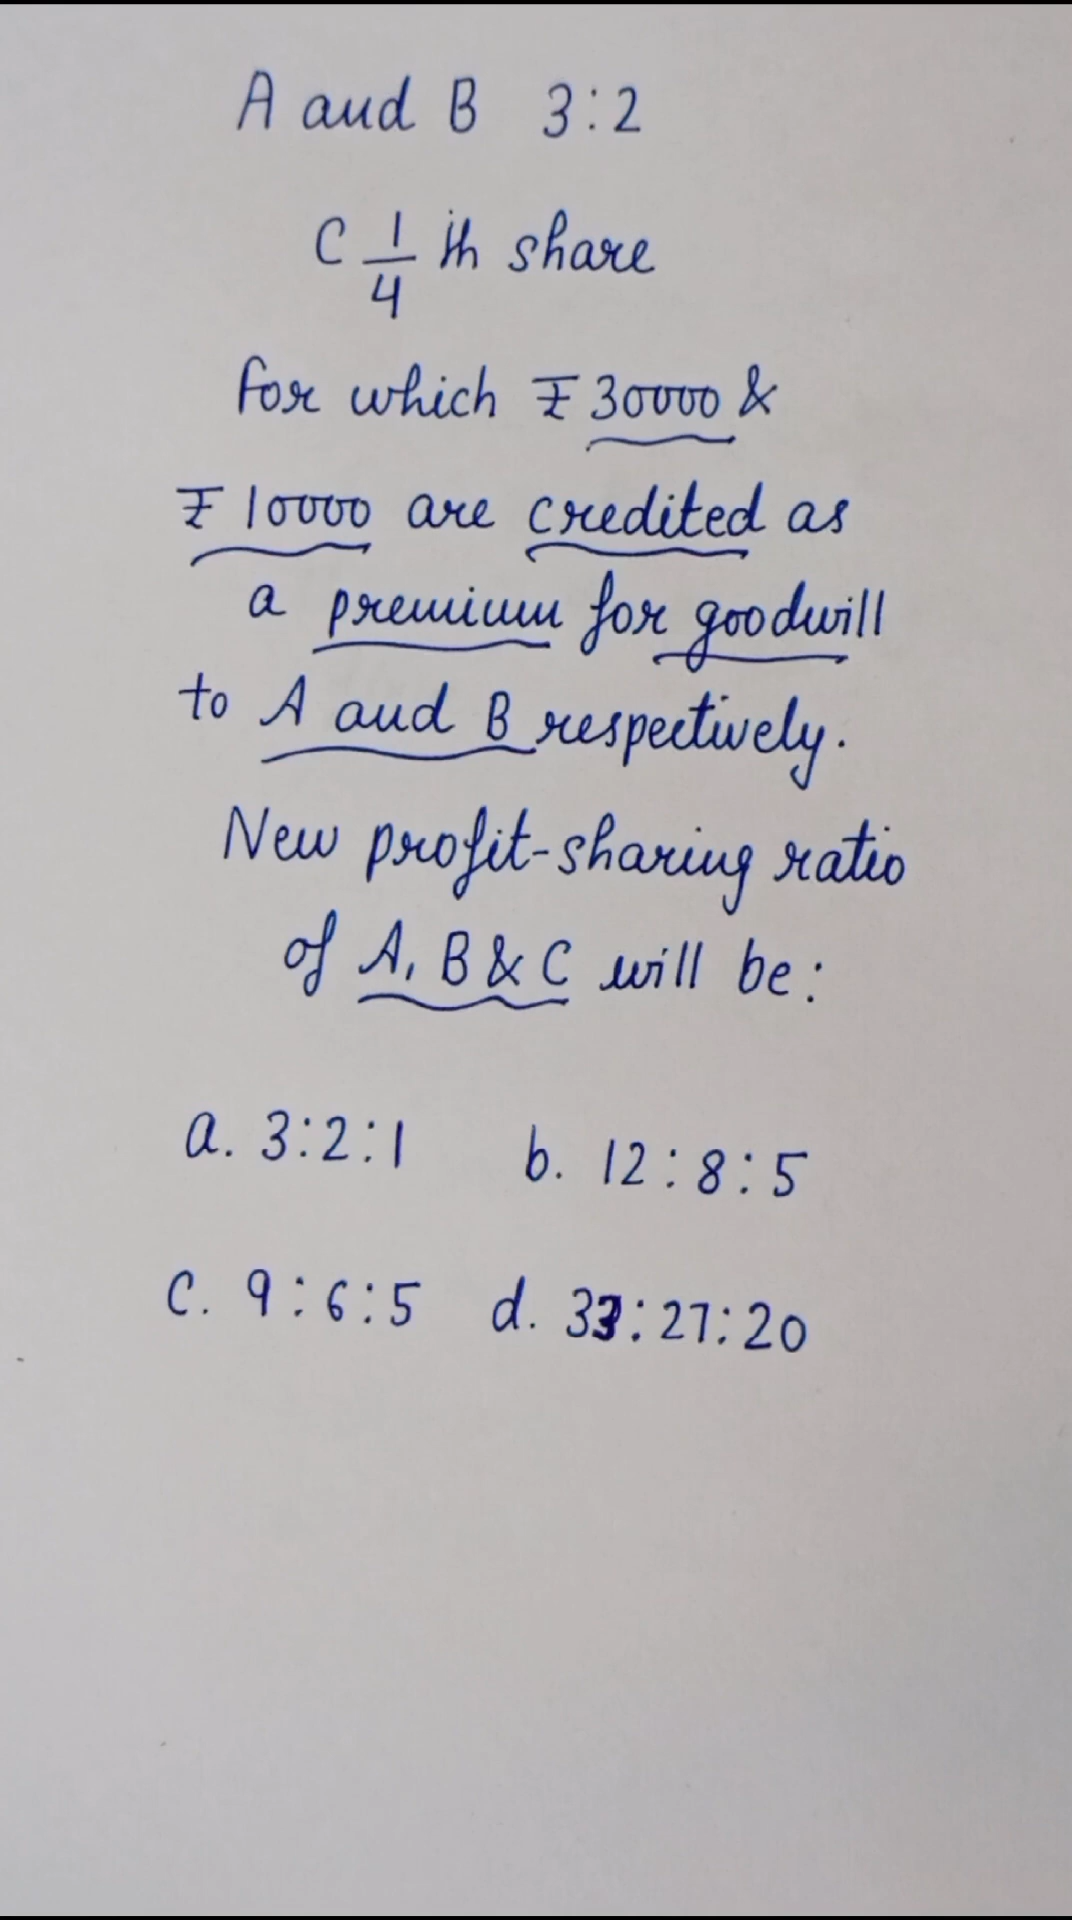 A and B 3:2
C 1/4 th share
for which ₹30000 &
₹10000 are credited as
a premium for goodwill
to A and B respectively.
New profit-sharing ratio
of A, B & C will be:
a. 3:2:1 b. 12:8:5
c. 9:6:5 d. 33:27:20